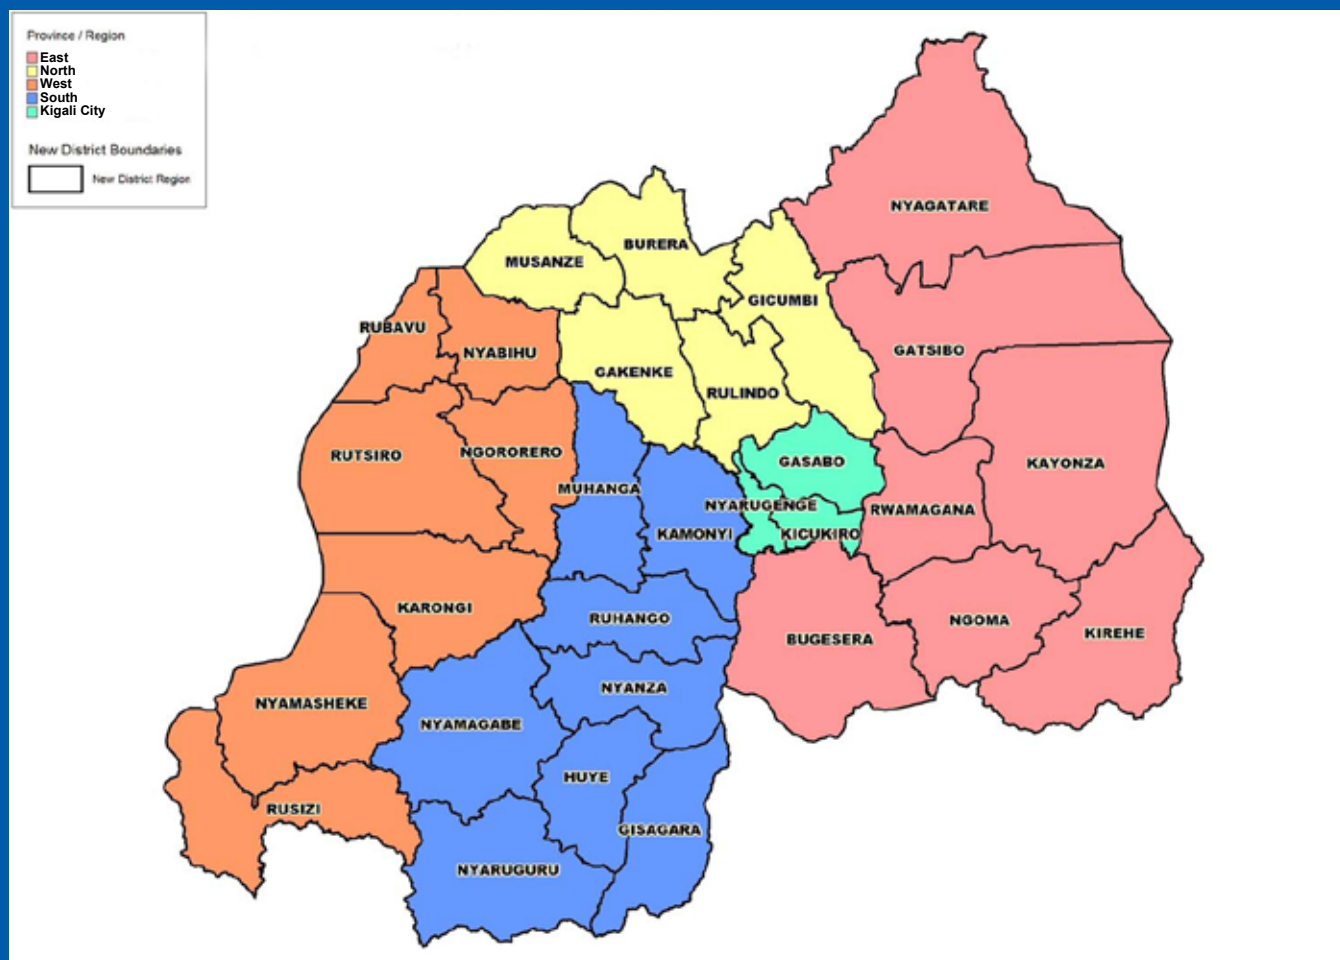 Province / Region
East
North
West
South
Kigali City
New District Boundaries
New District Region
NYAGATARE
BURERA
MUSANZE
GICUMBI
RUBAVU
NYABIHU
GATSIBO
GAKENKE
RULINDO
RUTSIRO
NGORORERO
GASABO
KAYONZA
MUHANGA
NYARUGENGE
RWAMAGANA
KAMONYI
KICUKIRO
KARONGI
RUHANGO
NGOMA
BUGESERA
KIREHE
NYANZA
NYAMASHEKE
NYAMAGABE
HUYE
RUSIZI
GISAGARA
NYARUGURU